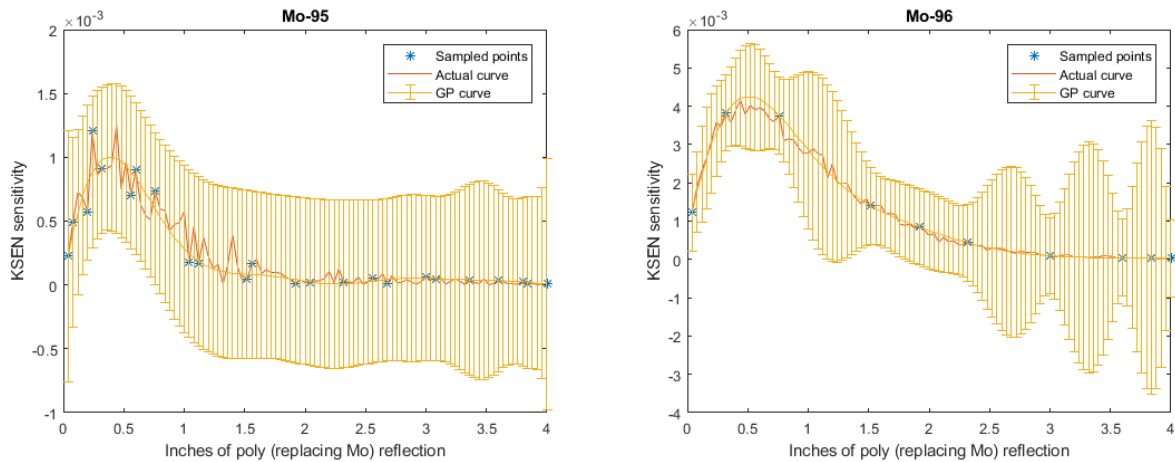 Mo-95
×10⁻³
2
1.5
1
0.5
0
-0.5
-1
KSEN sensitivity
Sampled points
Actual curve
GP curve
0 0.5 1 1.5 2 2.5 3 3.5 4
Inches of poly (replacing Mo) reflection
Mo-96
×10⁻³
6
5
4
3
2
1
0
-1
-2
-3
-4
KSEN sensitivity
Sampled points
Actual curve
GP curve
0 0.5 1 1.5 2 2.5 3 3.5 4
Inches of poly (replacing Mo) reflection